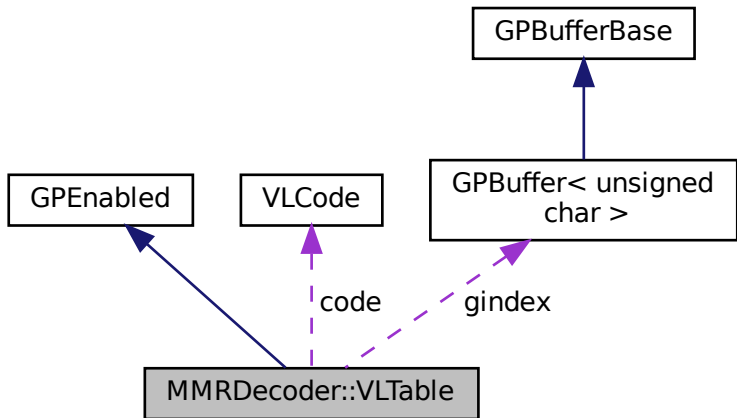 GPBufferBase
GPEnabled
VLCode
GPBuffer< unsigned
char >
code
gindex
MMRDecoder::VLTable